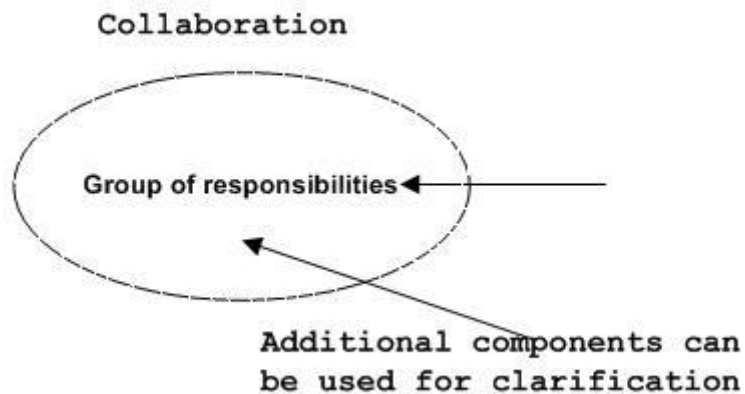 Collaboration
Group of responsibilities
Additional components can
be used for clarification